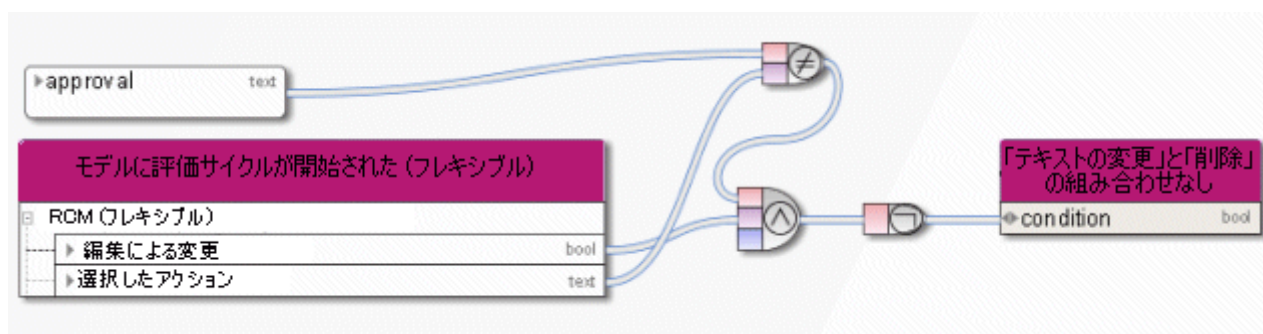 approval text
≠
モデルに評価サイクルが開始された (フレキシブル)
「テキストの変更」と「削除」
の組み合わせなし
RCM (フレキシブル)
∧
¬
condition bool
編集による変更 bool
選択したアクション text